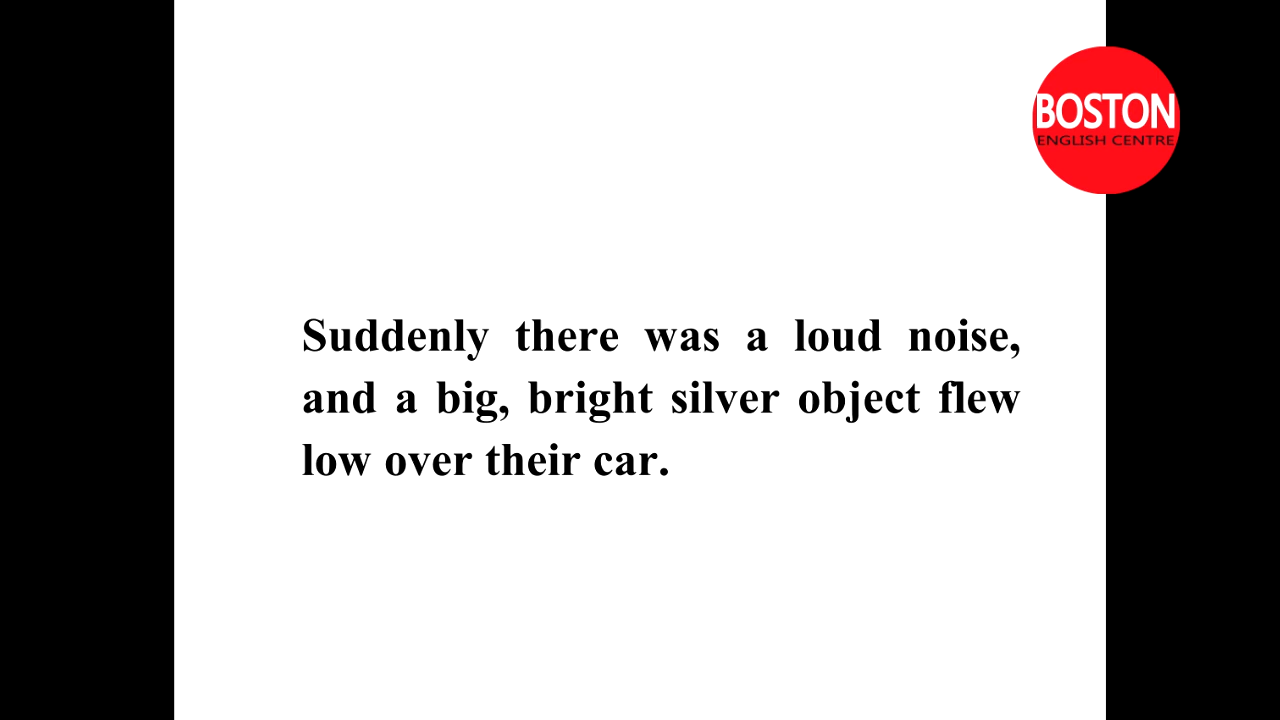 BOSTON
ENGLISH CENTRE
Suddenly there was a loud noise,
and a big, bright silver object flew
low over their car.